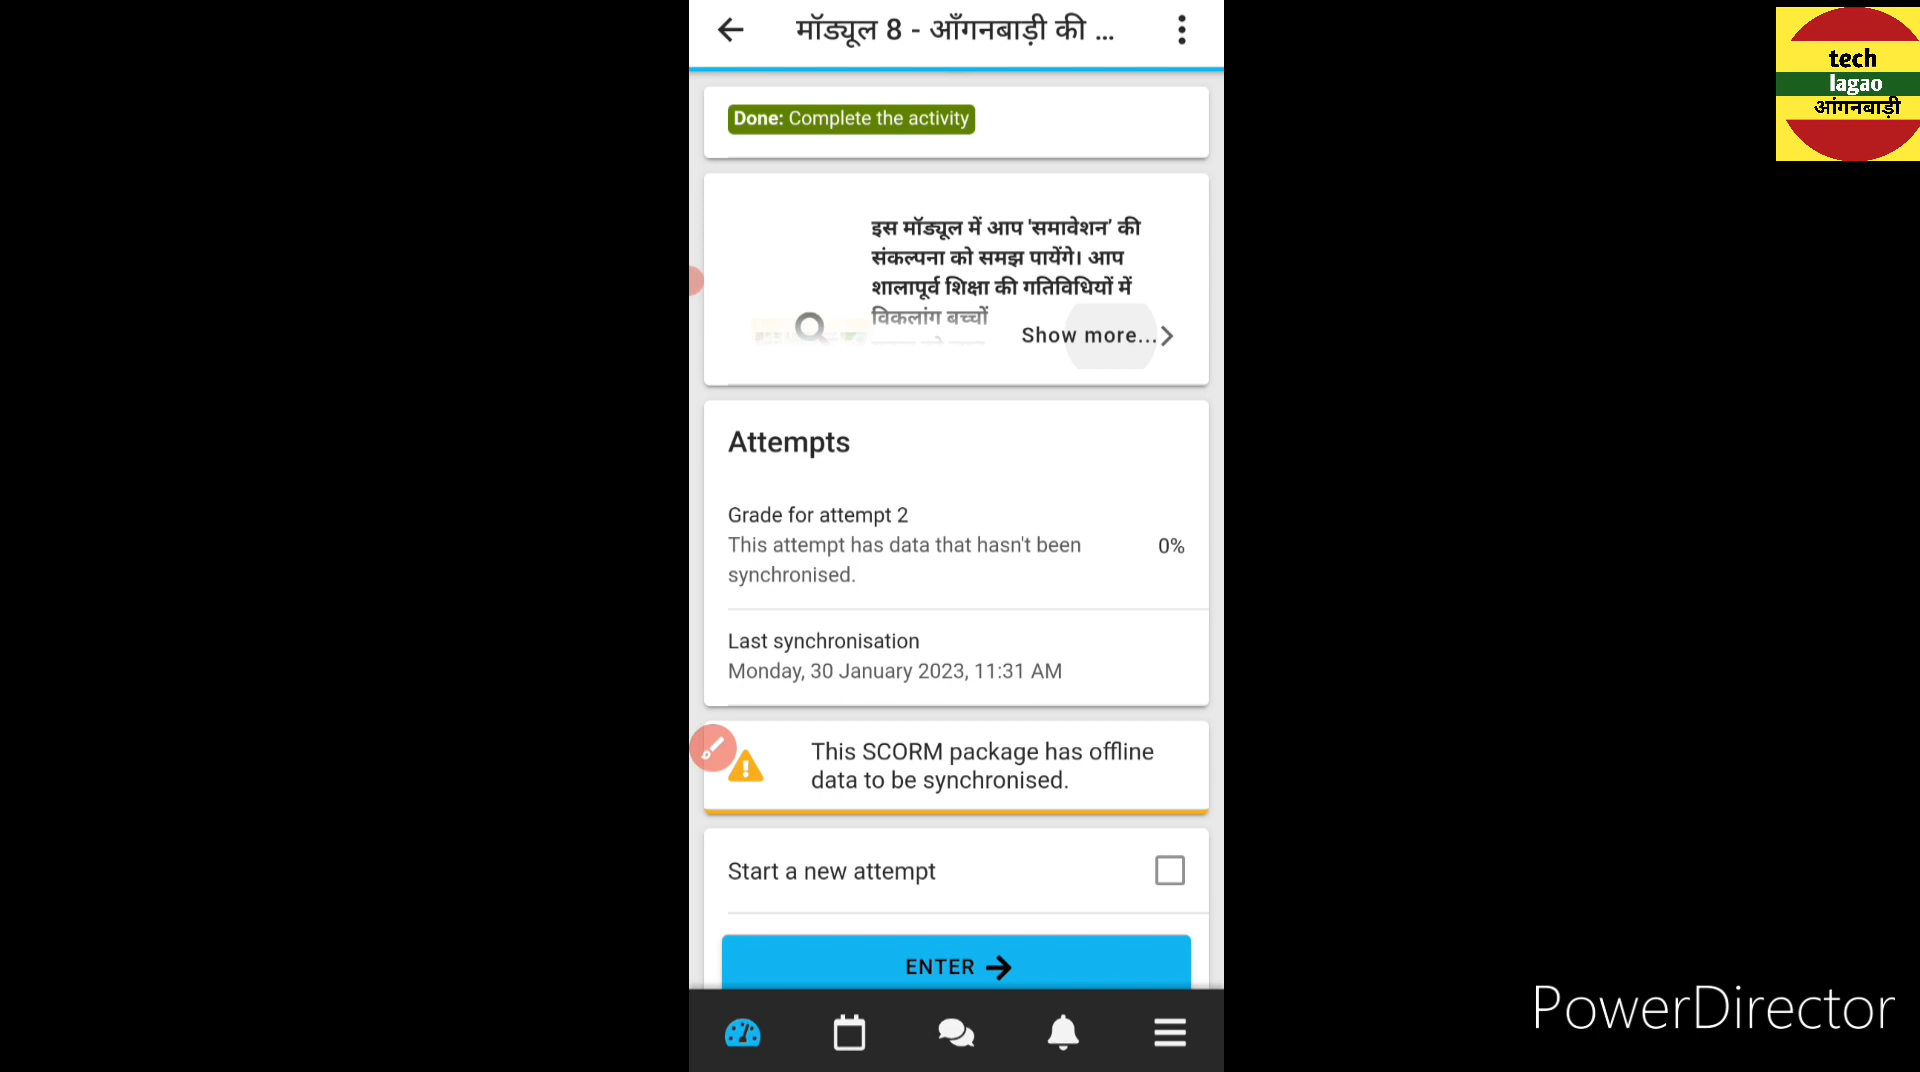 मॉड्यूल 8 - आँगनबाड़ी की ...
tech
lagao
आंगनबाड़ी
Done: Complete the activity
इस मॉड्यूल में आप 'समावेशन' की
संकल्पना को समझ पायेंगे। आप
शालापूर्व शिक्षा की गतिविधियों में
विकलांग बच्चों
Show more...
Attempts
Grade for attempt 2
This attempt has data that hasn't been
synchronised.
0%
Last synchronisation
Monday, 30 January 2023, 11:31 AM
This SCORM package has offline
data to be synchronised.
Start a new attempt
ENTER
PowerDirector